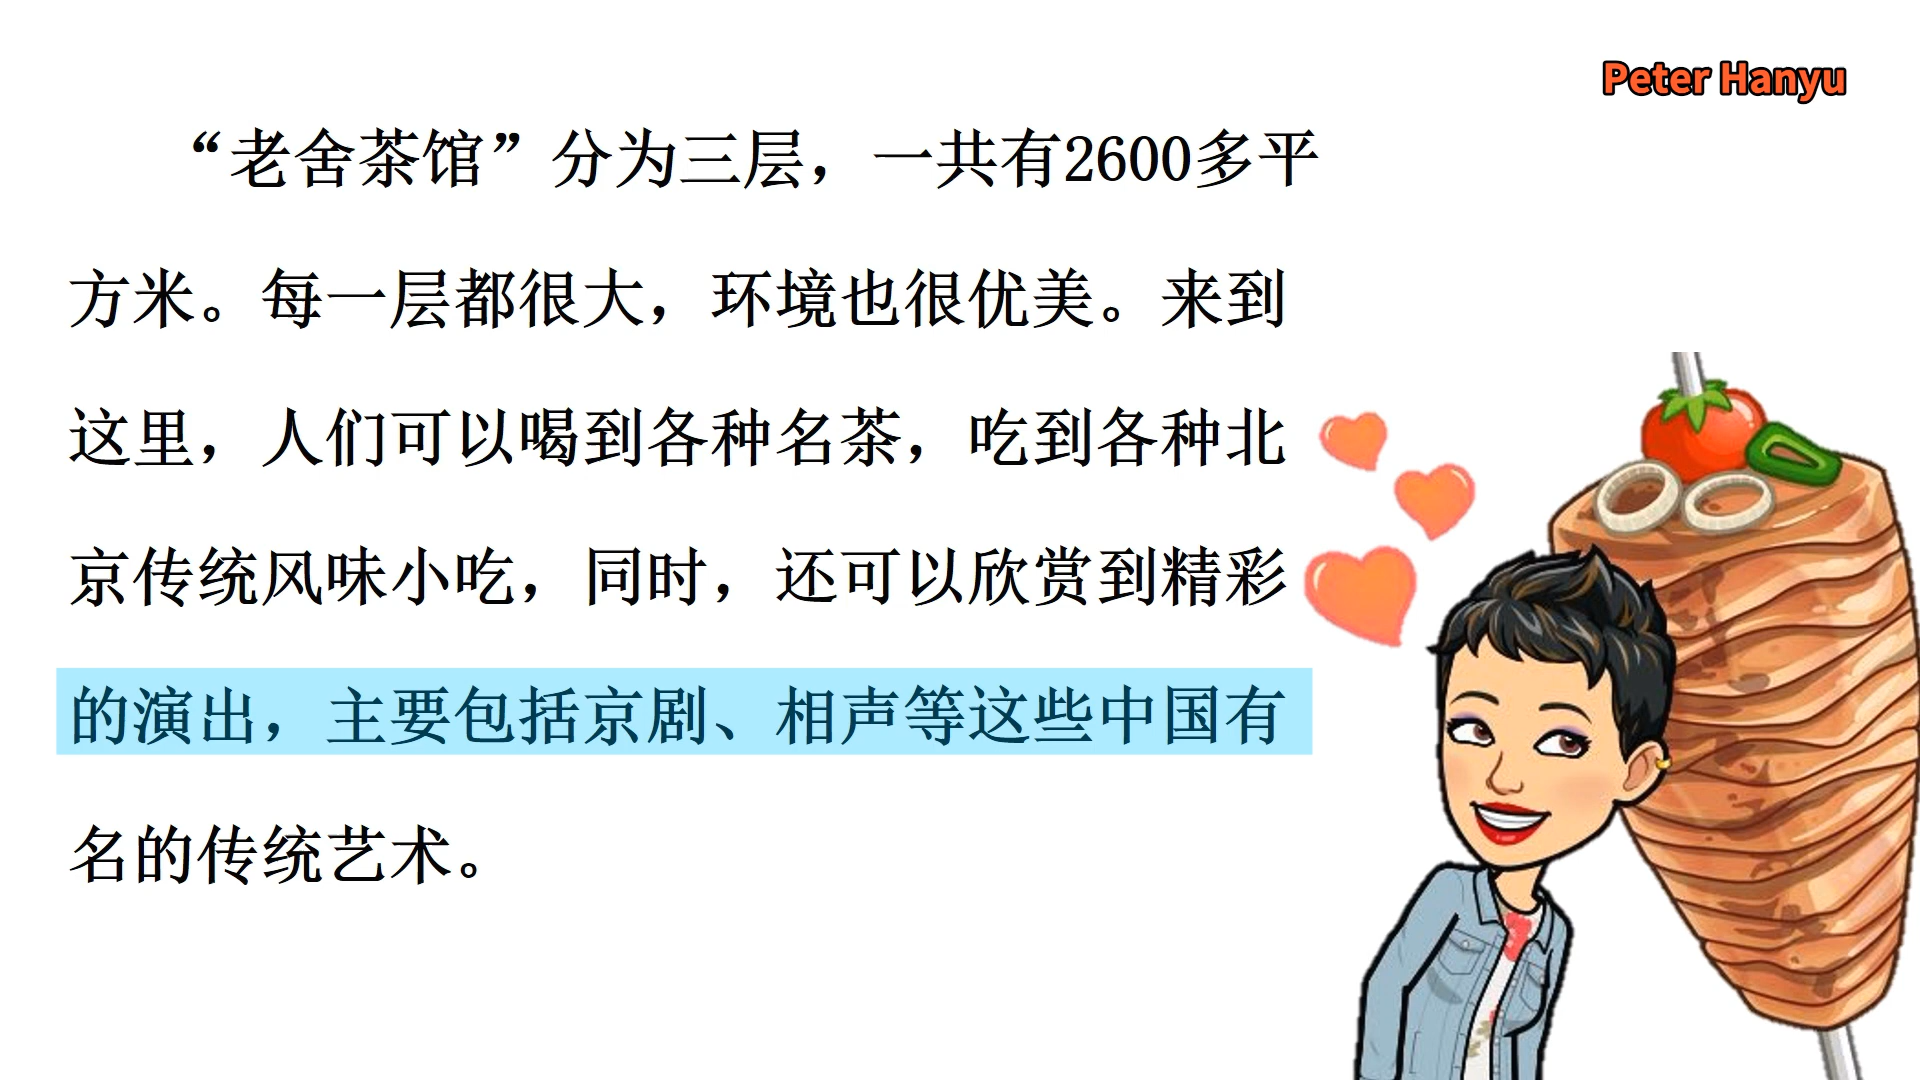 Peter Hanyu
“老舍茶馆”分为三层，一共有2600多平
方米。每一层都很大，环境也很优美。来到
这里，人们可以喝到各种名茶，吃到各种北
京传统风味小吃，同时，还可以欣赏到精彩
的演出，主要包括京剧、相声等这些中国有
名的传统艺术。